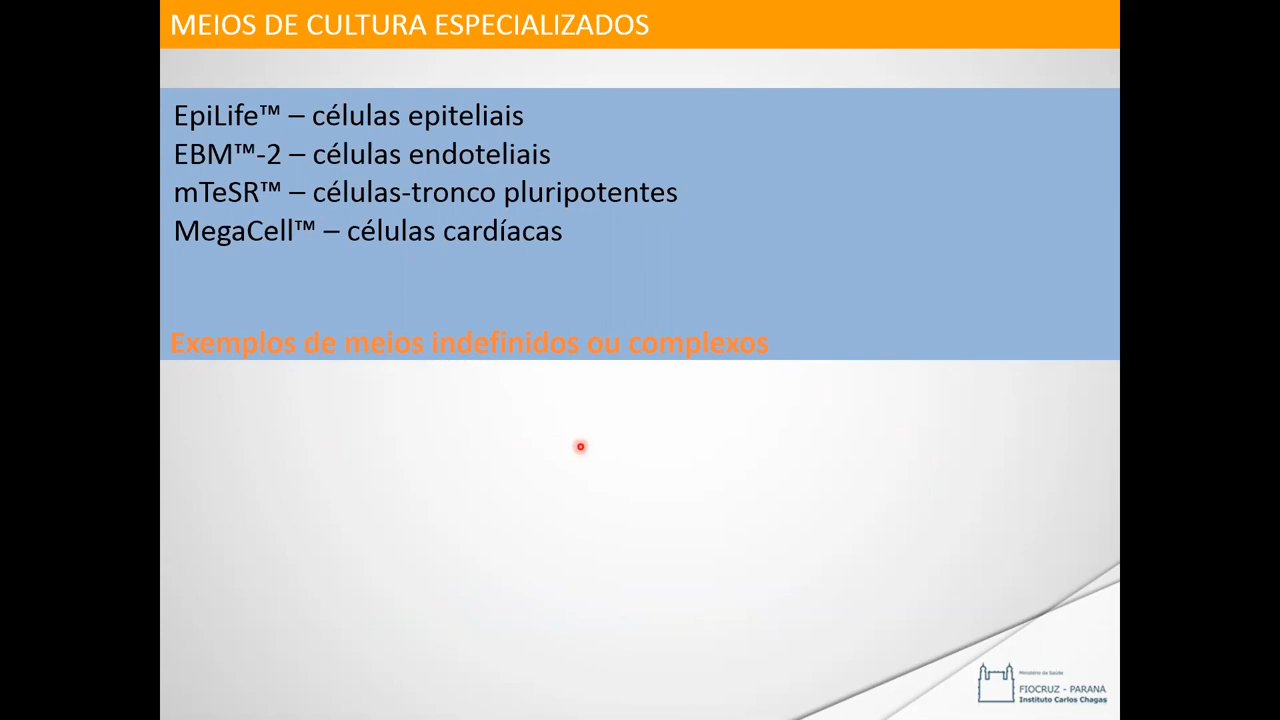 MEIOS DE CULTURA ESPECIALIZADOS
EpiLife™ – células epiteliais
EBM™-2 – células endoteliais
mTeSR™ – células-tronco pluripotentes
MegaCell™ – células cardíacas
Exemplos de meios indefinidos ou complexos
Ministério da Saúde
FIOCRUZ - PARANÁ
Instituto Carlos Chagas